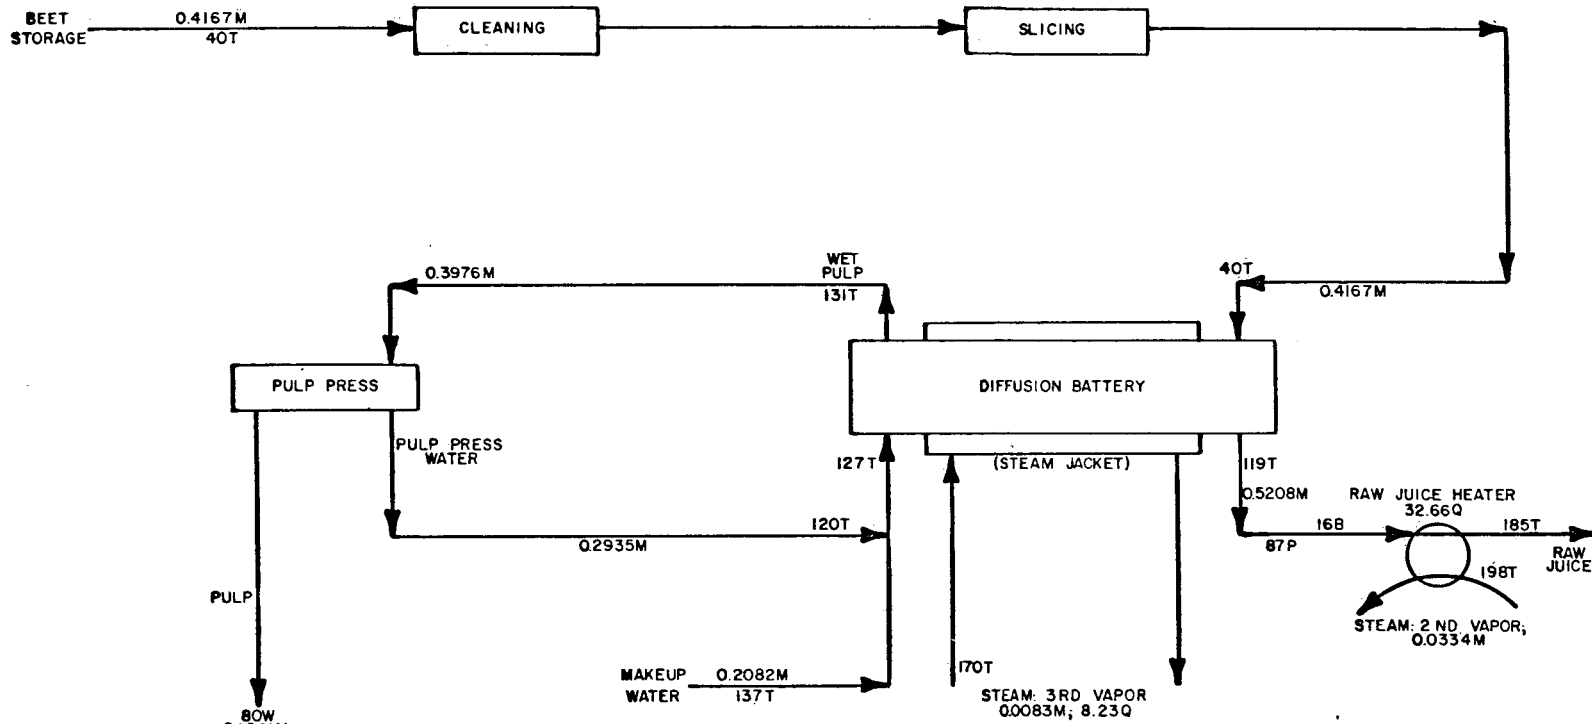 BEET
STORAGE
0.4167M
40T
CLEANING
SLICING
40T
0.4167M
WET
PULP
131T
0.3976M
PULP PRESS
DIFFUSION BATTERY
PULP PRESS
WATER
127T
(STEAM JACKET)
119T
0.5208M
RAW JUICE HEATER
32.66Q
16B
87P
185T
RAW
JUICE
198T
STEAM: 2 ND VAPOR;
0.0334M
120T
0.2935M
PULP
80W
MAKEUP
WATER
0.2082M
137T
170T
STEAM: 3RD VAPOR
0.0083M; 8.23Q